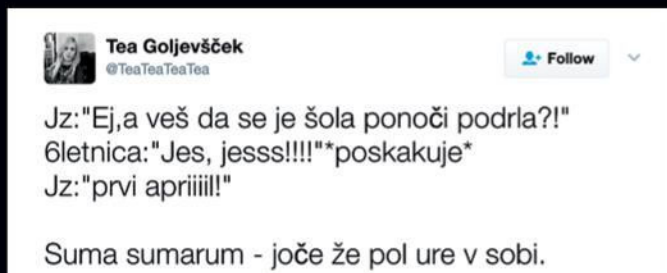 Tea Goljevšček
@TeaTeaTeaTea
Follow
Jz:"Ej,a veš da se je šola ponoči podrla?!"
6letnica:"Jes, jesss!!!!"*poskakuje*
Jz:"prvi apriiiil!"
Suma sumarum - joče že pol ure v sobi.